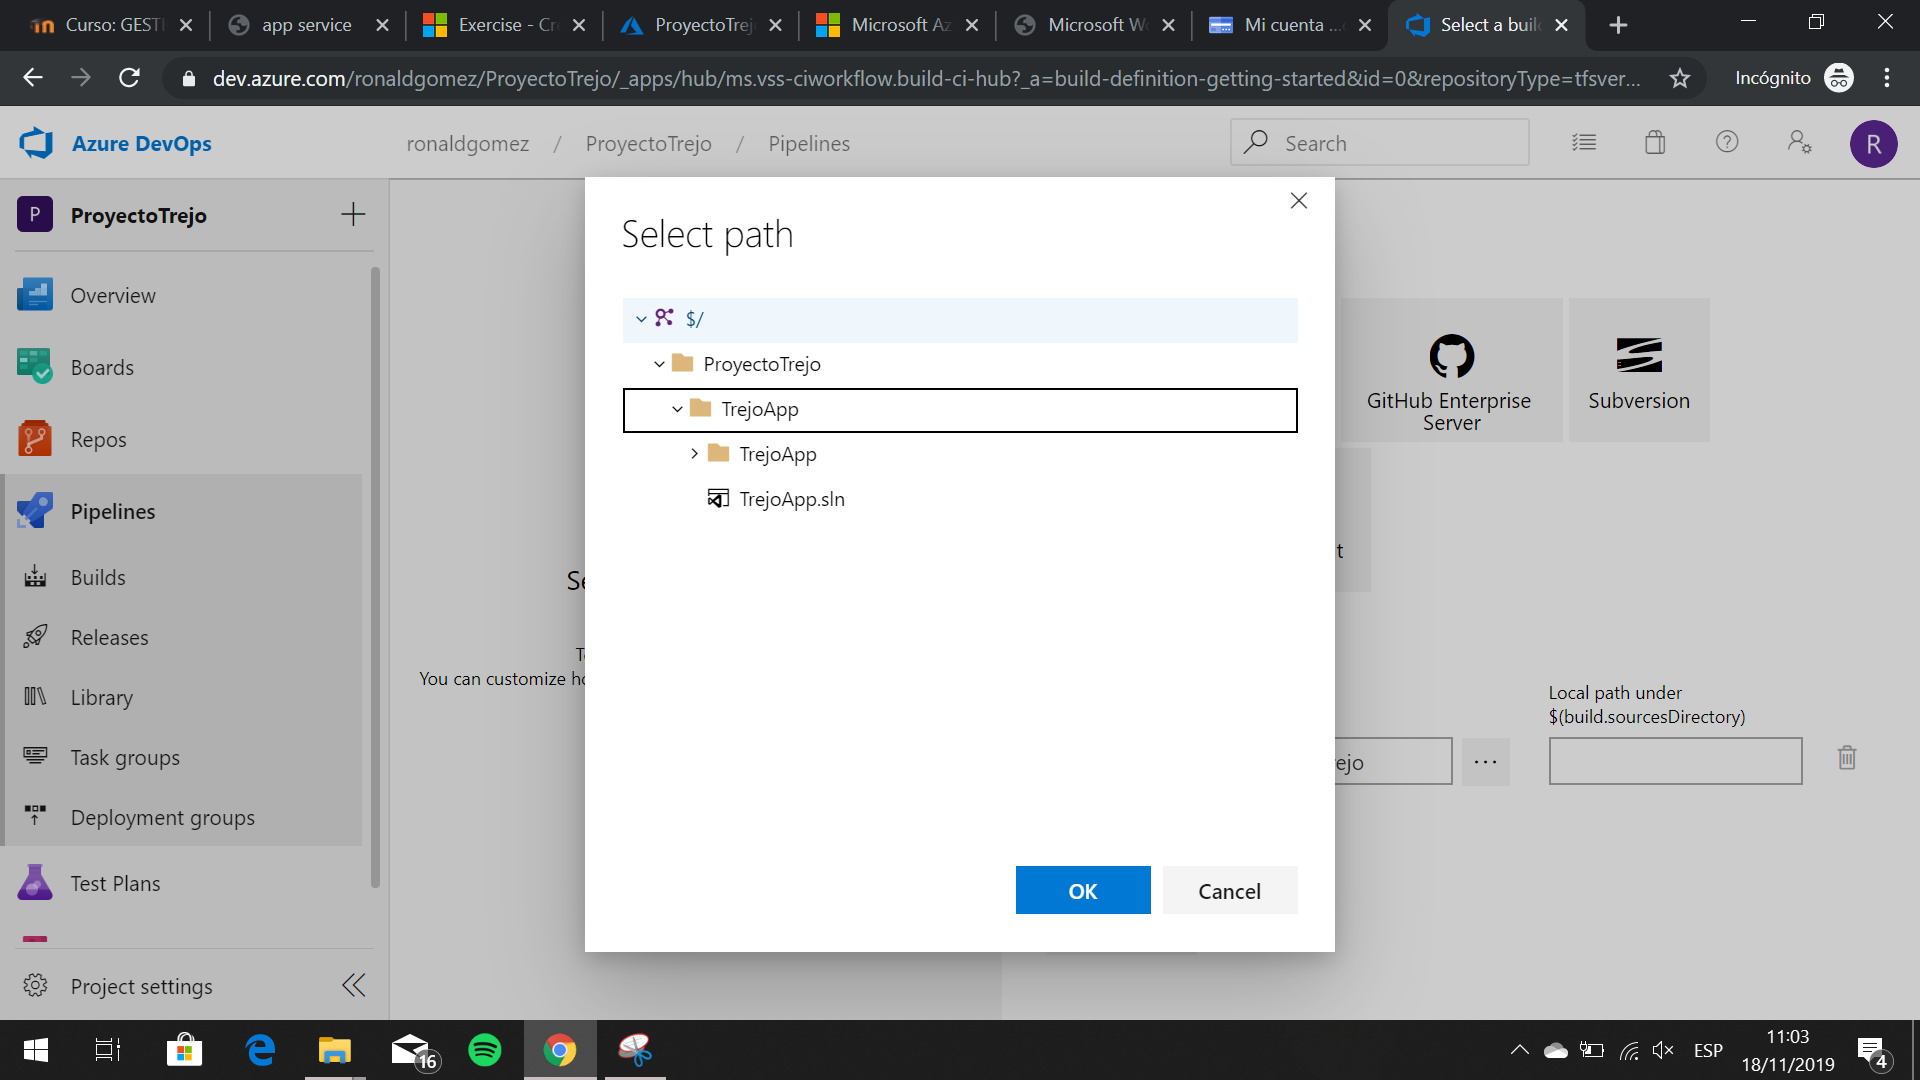 Curso: GESTI
app service
Exercise - Cr
ProyectoTrej
Microsoft Az
Microsoft Wo
Mi cuenta ...
Select a buil
dev.azure.com/ronaldgomez/ProyectoTrejo/_apps/hub/ms.vss-ciworkflow.build-ci-hub?_a=build-definition-getting-started&id=0&repositoryType=tfsver...
Incógnito
Azure DevOps
ronaldgomez / ProyectoTrejo / Pipelines
Search
R
P
ProyectoTrejo
Overview
Boards
Repos
Pipelines
Builds
Releases
Library
Task groups
Deployment groups
Test Plans
Project settings
Select path
$/
ProyectoTrejo
TrejoApp
TrejoApp
TrejoApp.sln
OK
Cancel
GitHub Enterprise
Server
Subversion
t
Se
You can customize ho
Local path under
$(build.sourcesDirectory)
ejo
...
16
ESP
11:03
18/11/2019
4